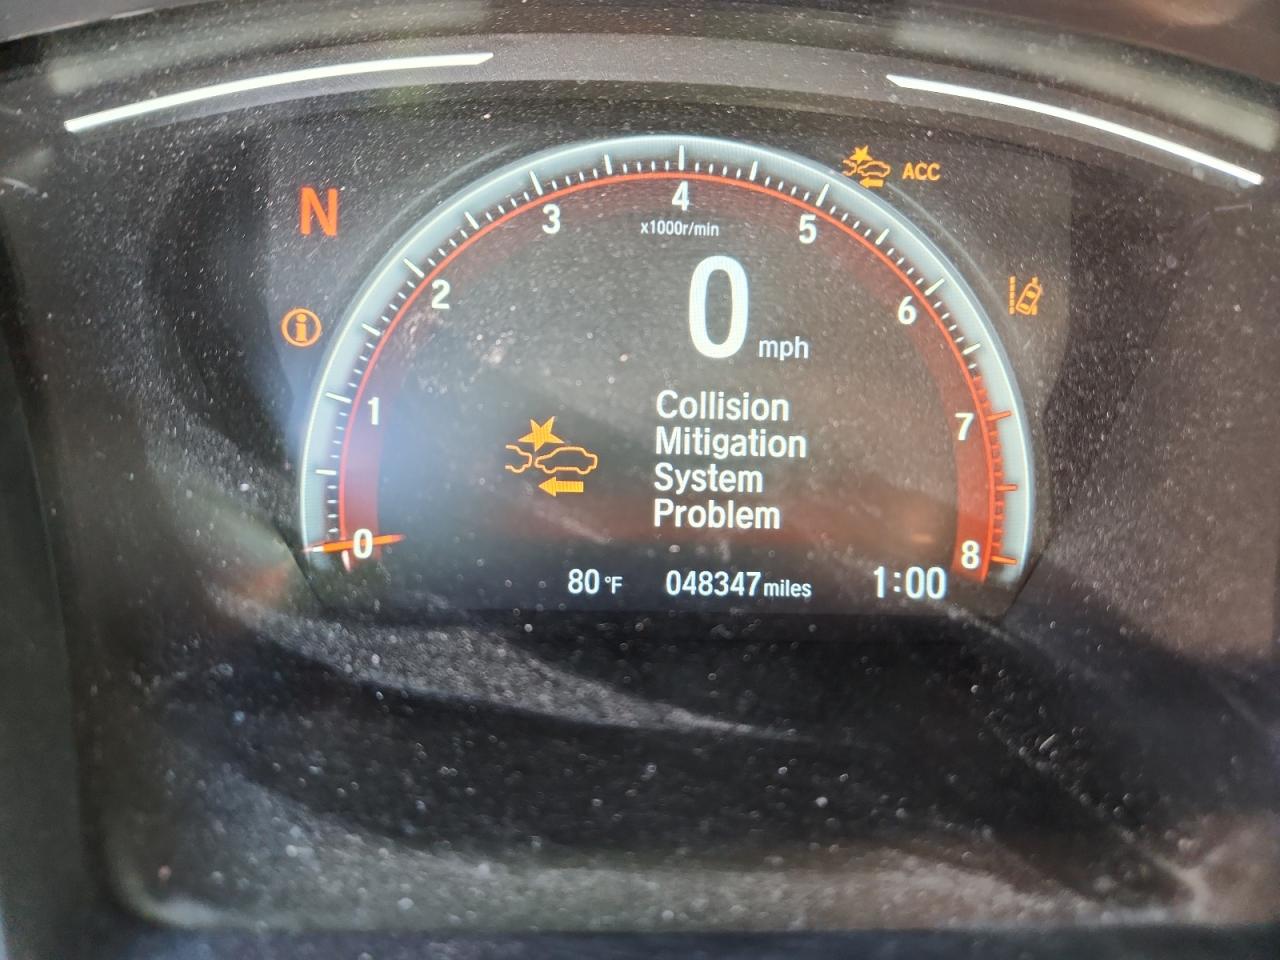 ACC
N
4
3
5
x1000r/min
0
mph
2
6
i
1
Collision
Mitigation
System
Problem
7
0
8
80 °F 048347 miles 1:00